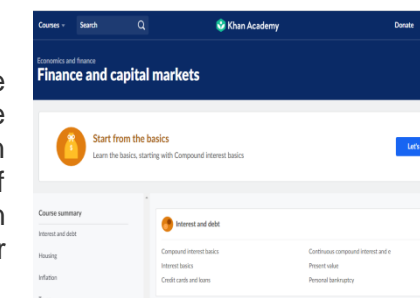 Courses
Search
Khan Academy
Donate
Economics and finance
Finance and capital markets
Start from the basics
Learn the basics, starting with Compound interest basics
Let's
Course summary
Interest and debt
Housing
Inflation
Interest and debt
Compound interest basics
Continuous compound interest and e
Interest basics
Present value
Credit cards and loans
Personal bankruptcy